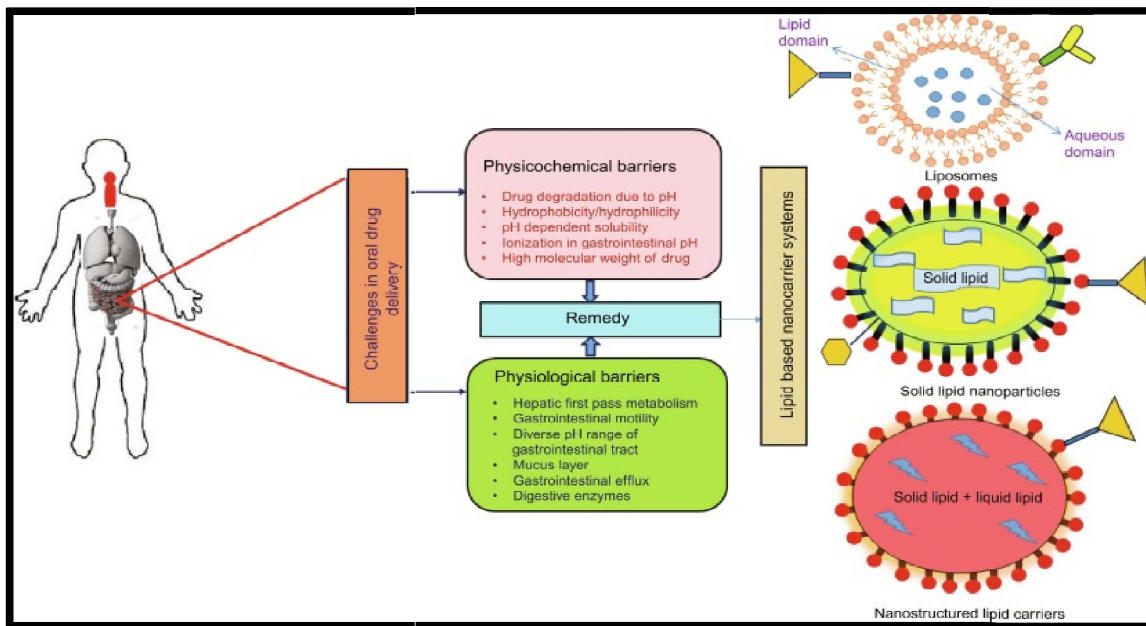 Challenges in oral drug
delivery
Physicochemical barriers
• Drug degradation due to pH
• Hydrophobicity/hydrophilicity
• pH dependent solubility
• Ionization in gastrointestinal pH
• High molecular weight of drug
Remedy
Physiological barriers
• Hepatic first pass metabolism
• Gastrointestinal motility
• Diverse pH range of
gastrointestinal tract
• Mucus layer
• Gastrointestinal efflux
• Digestive enzymes
Lipid based nanocarrier systems
Lipid
domain
Aqueous
domain
Liposomes
Solid lipid
Solid lipid nanoparticles
Solid lipid + liquid lipid
Nanostructured lipid carriers